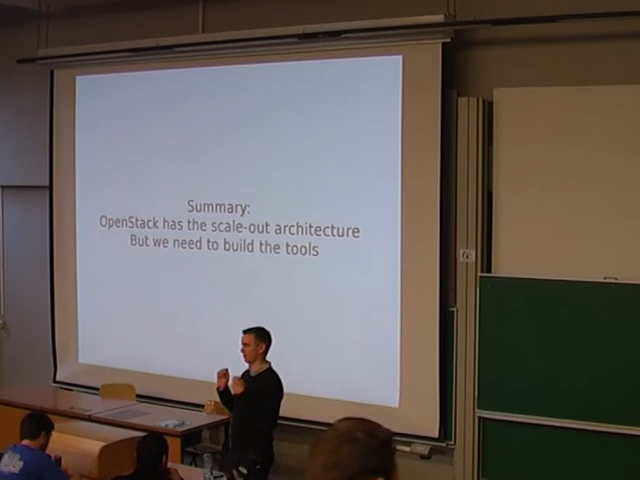 Summary:
OpenStack has the scale-out architecture
But we need to build the tools